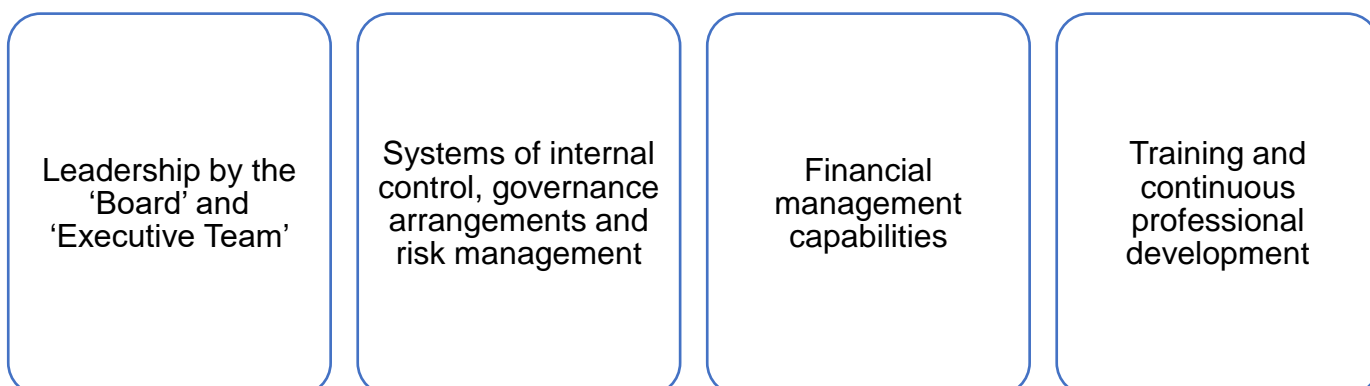 Leadership by the
‘Board’ and
‘Executive Team’
Systems of internal
control, governance
arrangements and
risk management
Financial
management
capabilities
Training and
continuous
professional
development